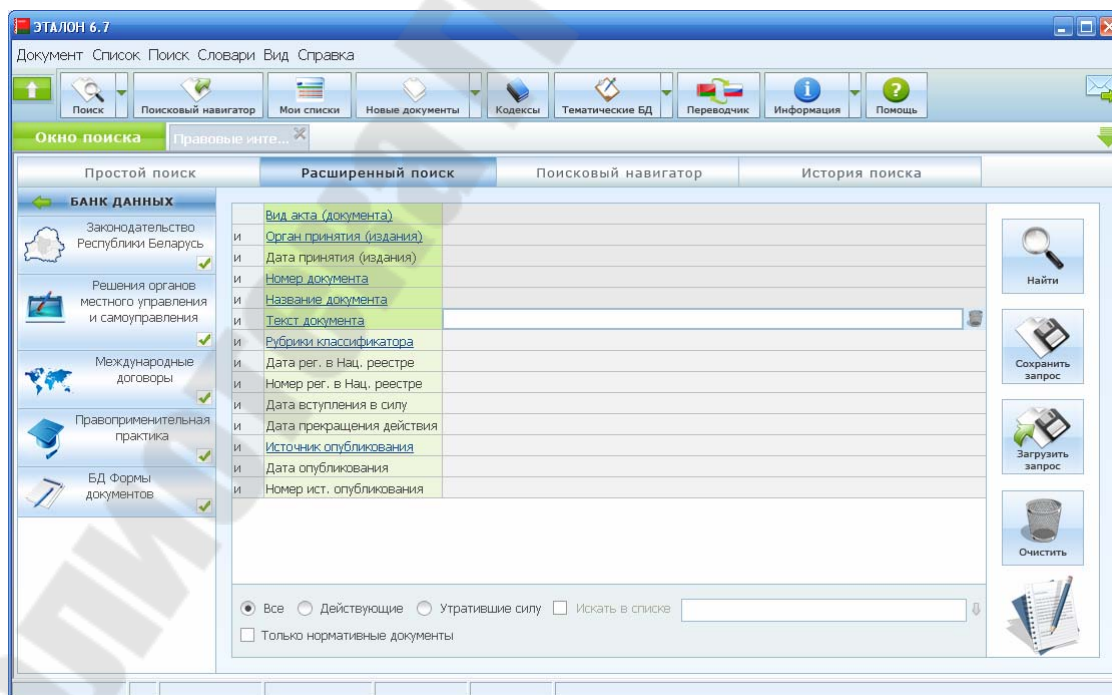 ЭТАЛОН 6.7
Документ Список Поиск Словари Вид Справка
Поиск Поисковый навигатор Мои списки Новые документы Кодексы Тематические БД Переводчик Информация Помощь
Окно поиска Правовые инте...
Простой поиск Расширенный поиск Поисковый навигатор История поиска
БАНК ДАННЫХ
Законодательство
Республики Беларусь
Решения органов
местного управления
и самоуправления
Международные
договоры
Правоприменительная
практика
БД Формы
документов
Вид акта (документа)
и Орган принятия (издания)
и Дата принятия (издания)
и Номер документа
и Название документа
и Текст документа
и Рубрики классификатора
и Дата рег. в Нац. реестре
и Номер рег. в Нац. реестре
и Дата вступления в силу
и Дата прекращения действия
и Источник опубликования
и Дата опубликования
и Номер ист. опубликования
Все Действующие Утратившие силу Искать в списке
Только нормативные документы
Найти
Сохранить
запрос
Загрузить
запрос
Очистить